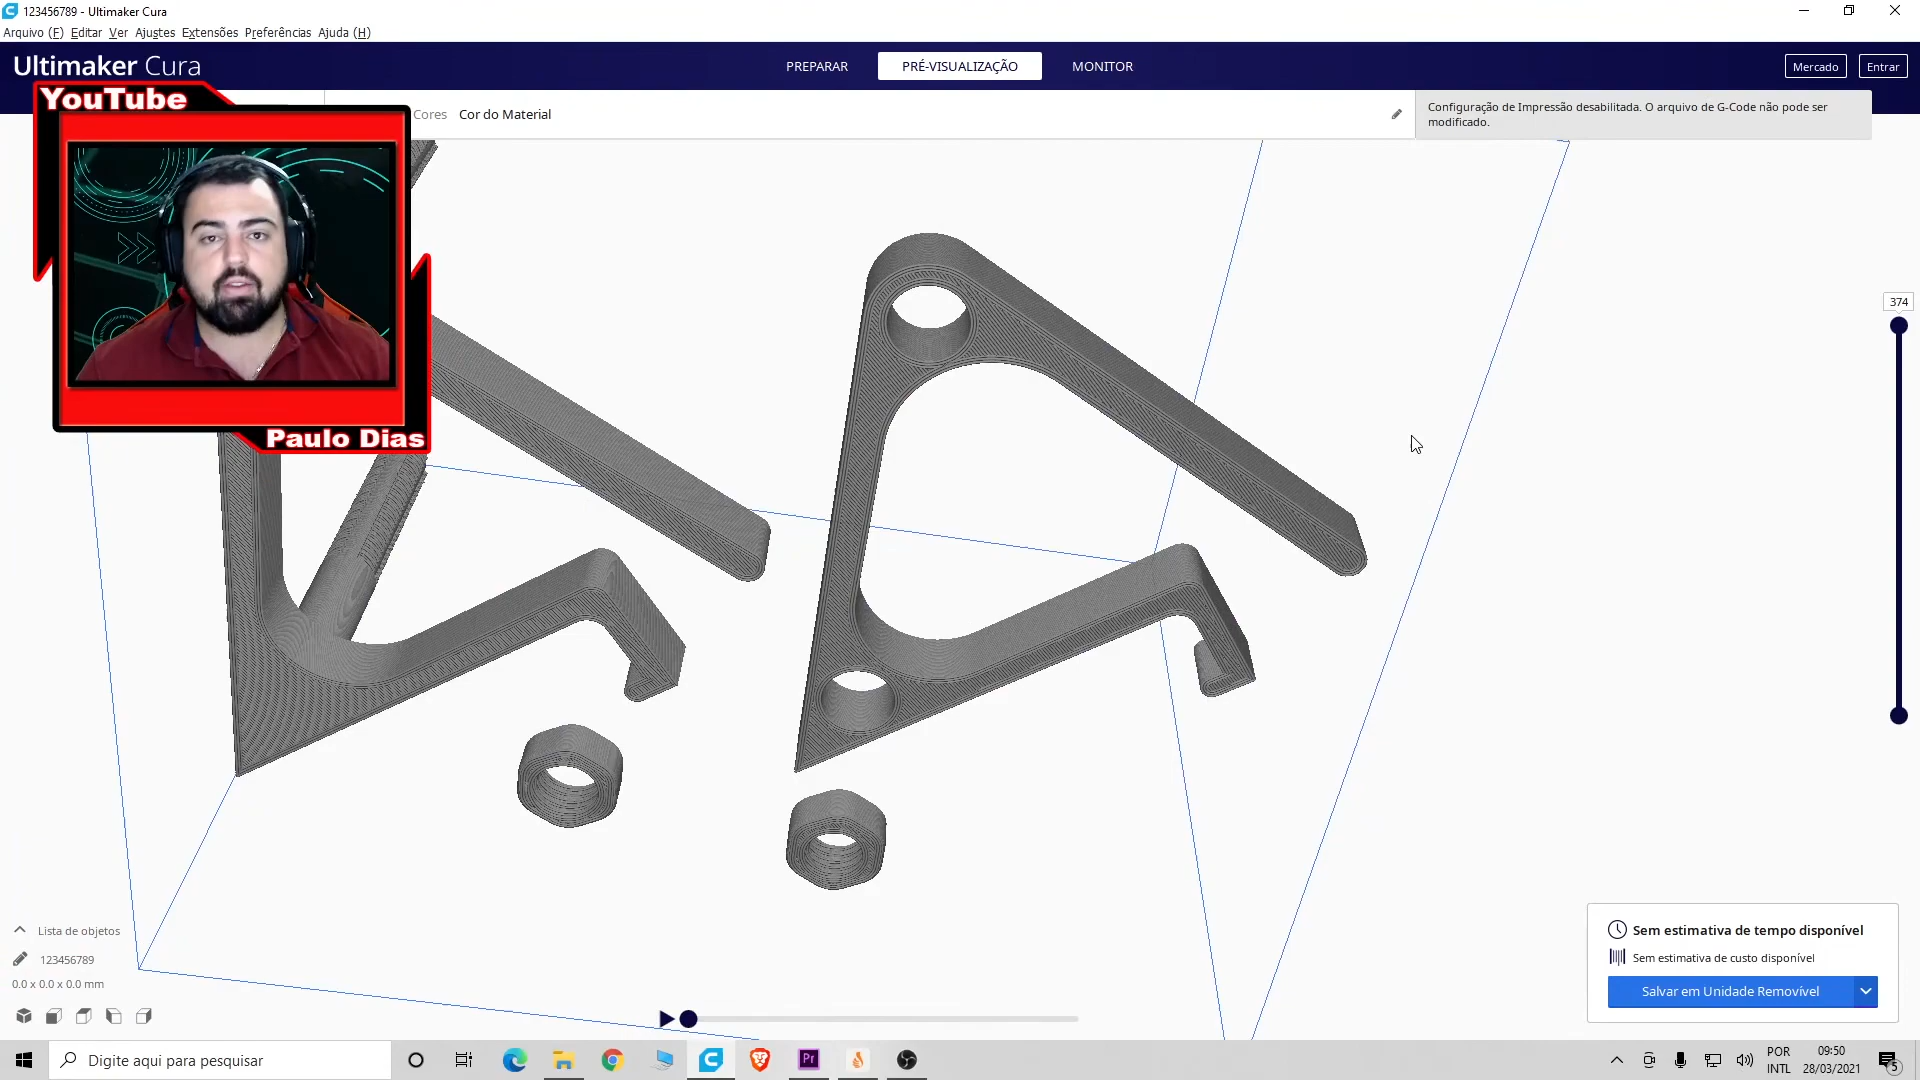 123456789 - Ultimaker Cura
Arquivo (F) Editar Ver Ajustes Extensões Preferências Ajuda (H)
Ultimaker Cura
PREPARAR
PRÉ-VISUALIZAÇÃO
MONITOR
Mercado
Entrar
YouTube
Cores Cor do Material
Configuração de Impressão desabilitada. O arquivo de G-Code não pode ser
modificado.
374
Paulo Dias
Lista de objetos
123456789
0.0 x 0.0 x 0.0 mm
Sem estimativa de tempo disponível
Sem estimativa de custo disponível
Salvar em Unidade Removível
Digite aqui para pesquisar
Pr
POR
INTL
09:50
28/03/2021
5